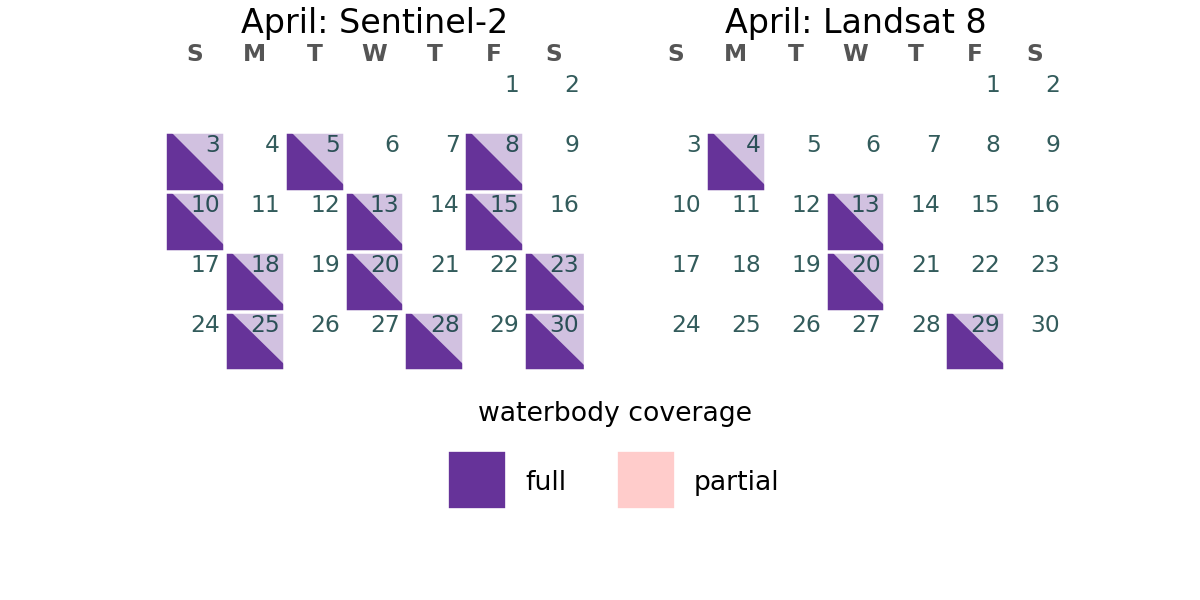 April: Sentinel-2
S M T W T F S
1 2
3 4 5 6 7 8 9
10 11 12 13 14 15 16
17 18 19 20 21 22 23
24 25 26 27 28 29 30
April: Landsat 8
S M T W T F S
1 2
3 4 5 6 7 8 9
10 11 12 13 14 15 16
17 18 19 20 21 22 23
24 25 26 27 28 29 30
waterbody coverage
full partial